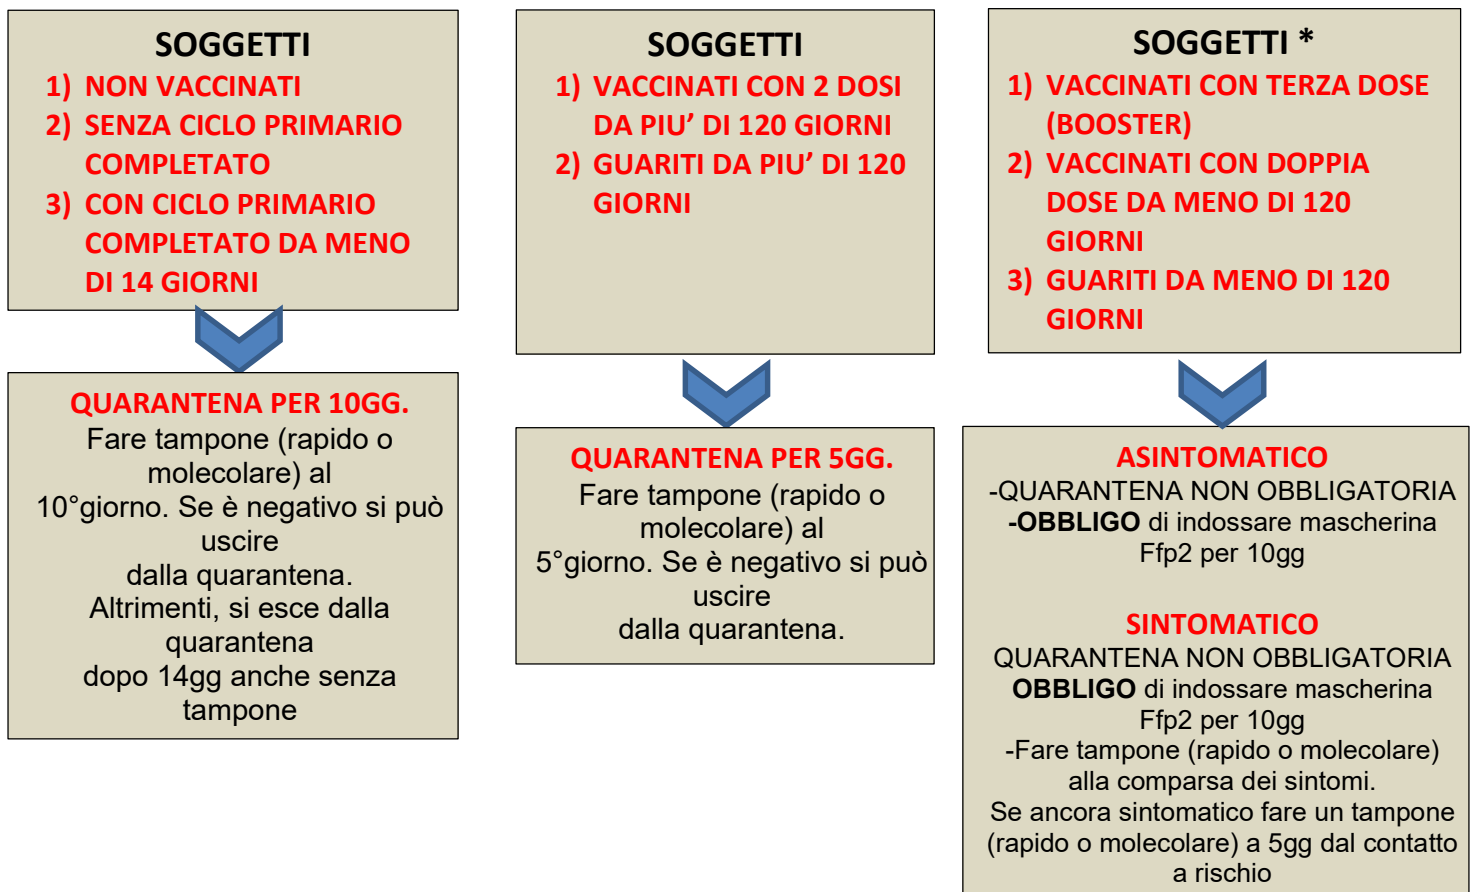 SOGGETTI
1) NON VACCINATI
2) SENZA CICLO PRIMARIO
COMPLETATO
3) CON CICLO PRIMARIO
COMPLETATO DA MENO
DI 14 GIORNI
QUARANTENA PER 10GG.
Fare tampone (rapido o
molecolare) al
10°giorno. Se è negativo si può
uscire
dalla quarantena.
Altrimenti, si esce dalla
quarantena
dopo 14gg anche senza
tampone
SOGGETTI
1) VACCINATI CON 2 DOSI
DA PIU’ DI 120 GIORNI
2) GUARITI DA PIU’ DI 120
GIORNI
QUARANTENA PER 5GG.
Fare tampone (rapido o
molecolare) al
5°giorno. Se è negativo si può
uscire
dalla quarantena.
SOGGETTI *
1) VACCINATI CON TERZA DOSE
(BOOSTER)
2) VACCINATI CON DOPPIA
DOSE DA MENO DI 120
GIORNI
3) GUARITI DA MENO DI 120
GIORNI
ASINTOMATICO
-QUARANTENA NON OBBLIGATORIA
-OBBLIGO di indossare mascherina
Ffp2 per 10gg
SINTOMATICO
QUARANTENA NON OBBLIGATORIA
OBBLIGO di indossare mascherina
Ffp2 per 10gg
-Fare tampone (rapido o molecolare)
alla comparsa dei sintomi.
Se ancora sintomatico fare un tampone
(rapido o molecolare) a 5gg dal contatto
a rischio